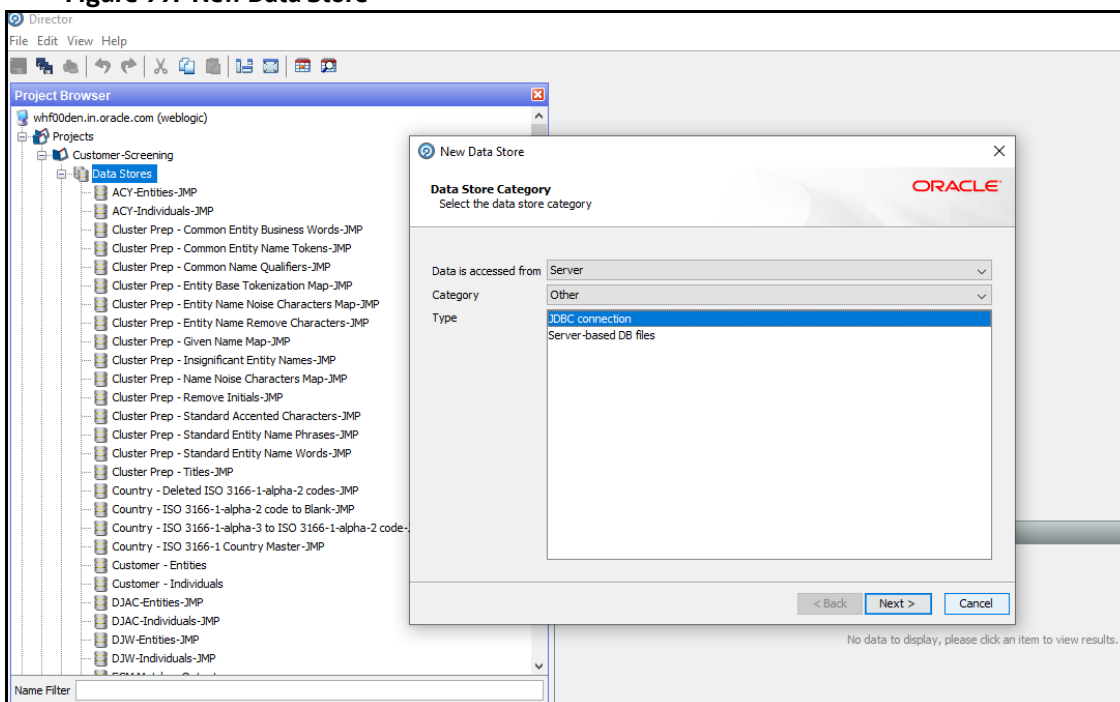 Figure 99: New Data Store
Director
File Edit View Help
Project Browser
whf00den.in.oracle.com (weblogic)
Projects
Customer-Screening
Data Stores
ACY-Entities-JMP
ACY-Individuals-JMP
Cluster Prep - Common Entity Business Words-JMP
Cluster Prep - Common Entity Name Tokens-JMP
Cluster Prep - Common Name Qualifiers-JMP
Cluster Prep - Entity Base Tokenization Map-JMP
Cluster Prep - Entity Name Noise Characters Map-JMP
Cluster Prep - Entity Name Remove Characters-JMP
Cluster Prep - Given Name Map-JMP
Cluster Prep - Insignificant Entity Names-JMP
Cluster Prep - Name Noise Characters Map-JMP
Cluster Prep - Remove Initials-JMP
Cluster Prep - Standard Accented Characters-JMP
Cluster Prep - Standard Entity Name Phrases-JMP
Cluster Prep - Standard Entity Name Words-JMP
Cluster Prep - Titles-JMP
Country - Deleted ISO 3166-1-alpha-2 codes-JMP
Country - ISO 3166-1-alpha-2 code to Blank-JMP
Country - ISO 3166-1-alpha-3 to ISO 3166-1-alpha-2 code-
Country - ISO 3166-1 Country Master-JMP
Customer - Entities
Customer - Individuals
DJAC-Entities-JMP
DJAC-Individuals-JMP
DJW-Entities-JMP
DJW-Individuals-JMP
Name Filter
New Data Store
Data Store Category
Select the data store category
ORACLE
Data is accessed from Server
Category Other
Type JDBC connection
Server-based DB files
< Back Next > Cancel
No data to display, please click an item to view results.